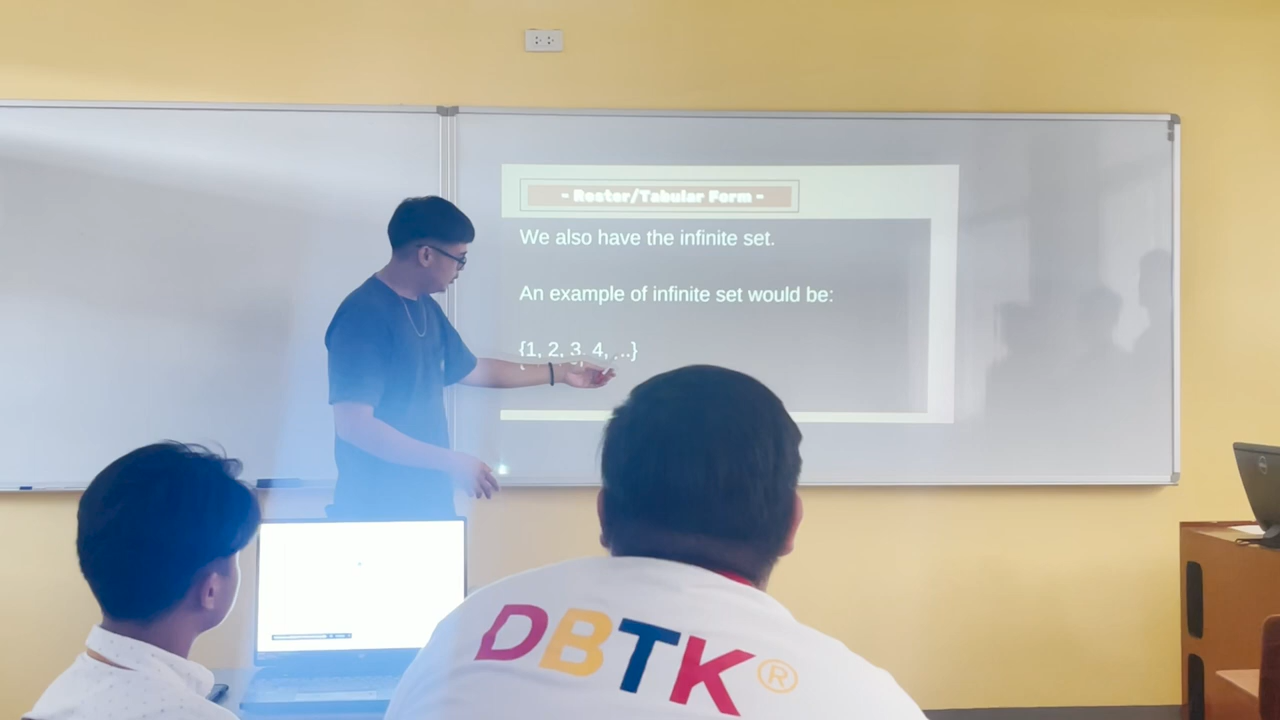 - Roster/Tabular Form -
We also have the infinite set.
An example of infinite set would be:
{1, 2, 3, 4, ...}
DBTK®